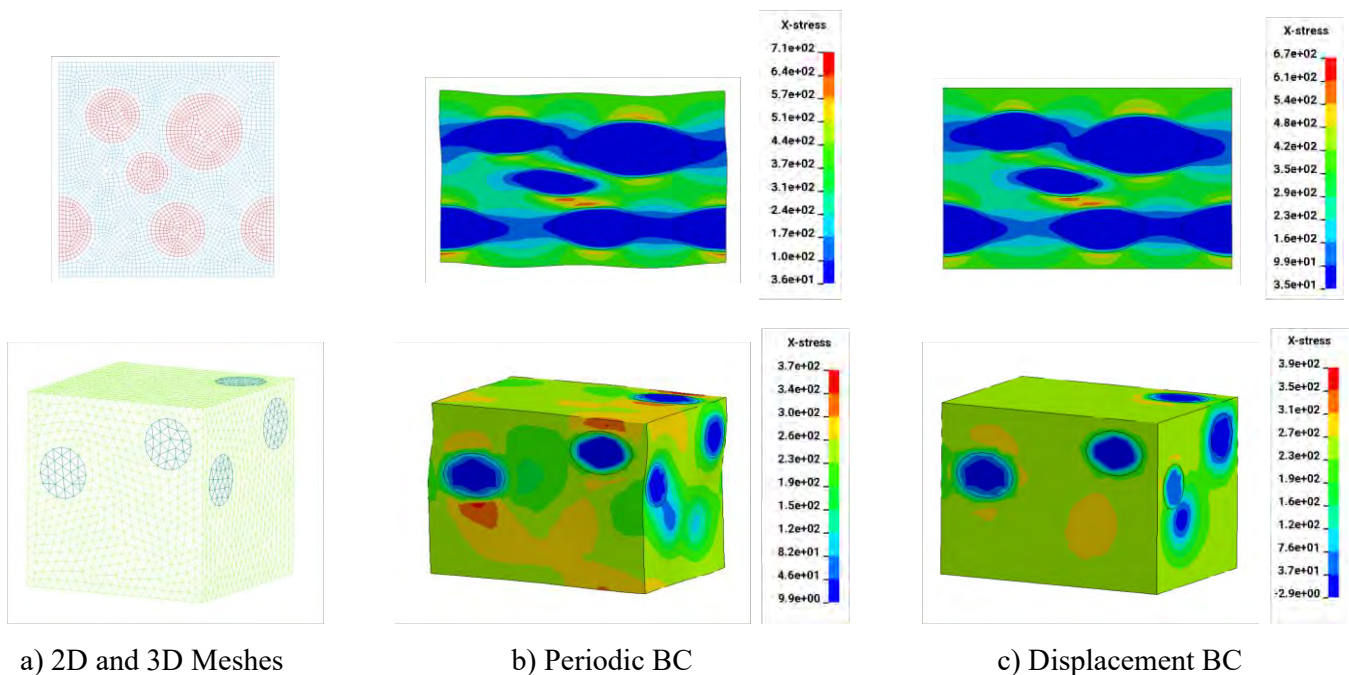 X-stress
7.1e+02
6.4e+02
5.7e+02
5.1e+02
4.4e+02
3.7e+02
3.1e+02
2.4e+02
1.7e+02
1.0e+02
3.6e+01
X-stress
6.7e+02
6.1e+02
5.4e+02
4.8e+02
4.2e+02
3.5e+02
2.9e+02
2.3e+02
1.6e+02
9.9e+01
3.5e+01
X-stress
3.7e+02
3.4e+02
3.0e+02
2.6e+02
2.3e+02
1.9e+02
1.5e+02
1.2e+02
8.2e+01
4.6e+01
9.9e+00
X-stress
3.9e+02
3.5e+02
3.1e+02
2.7e+02
2.3e+02
1.9e+02
1.6e+02
1.2e+02
7.6e+01
3.7e+01
-2.9e+00
a) 2D and 3D Meshes
b) Periodic BC
c) Displacement BC